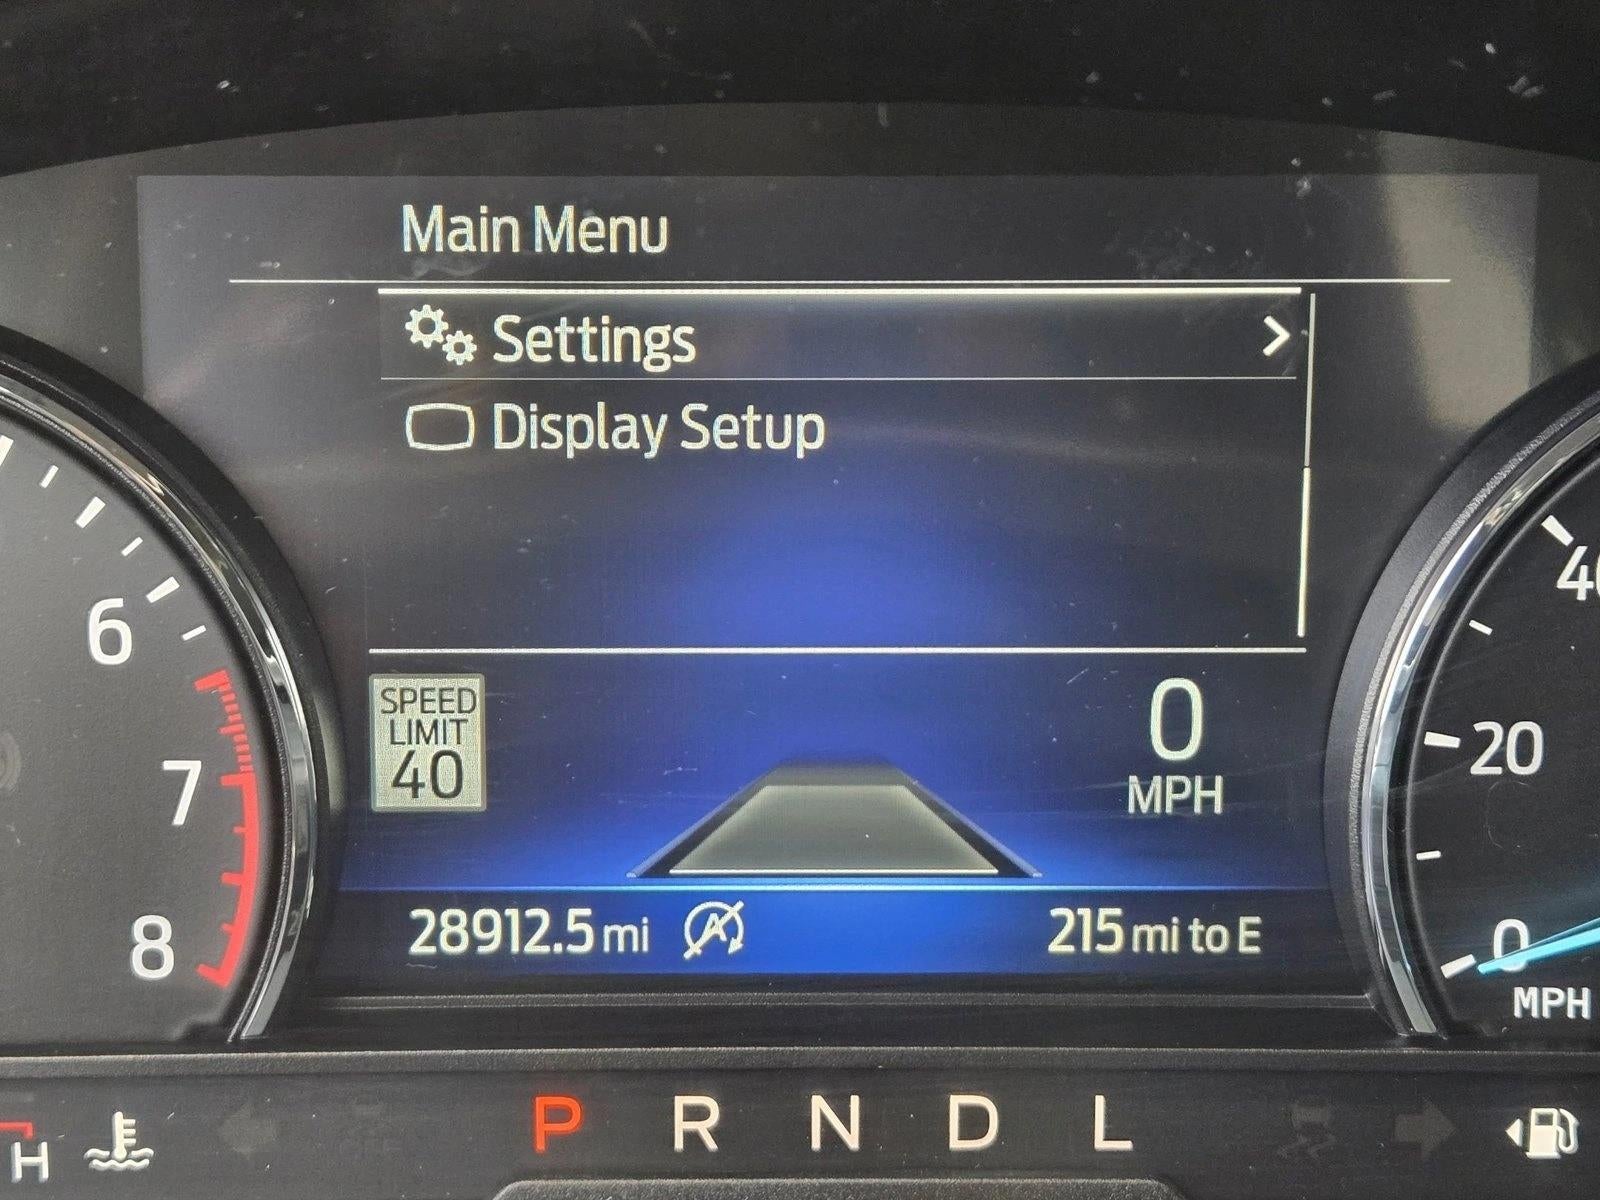 Main Menu
Settings
Display Setup
SPEED
LIMIT
40
0
MPH
28912.5 mi
A
215 mi to E
6
7
8
20
0
MPH
P R N D L
H